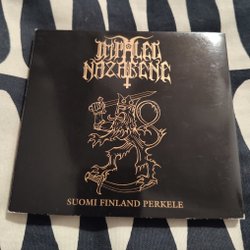 IMPALED
NAZARENE
SUOMI FINLAND PERKELE